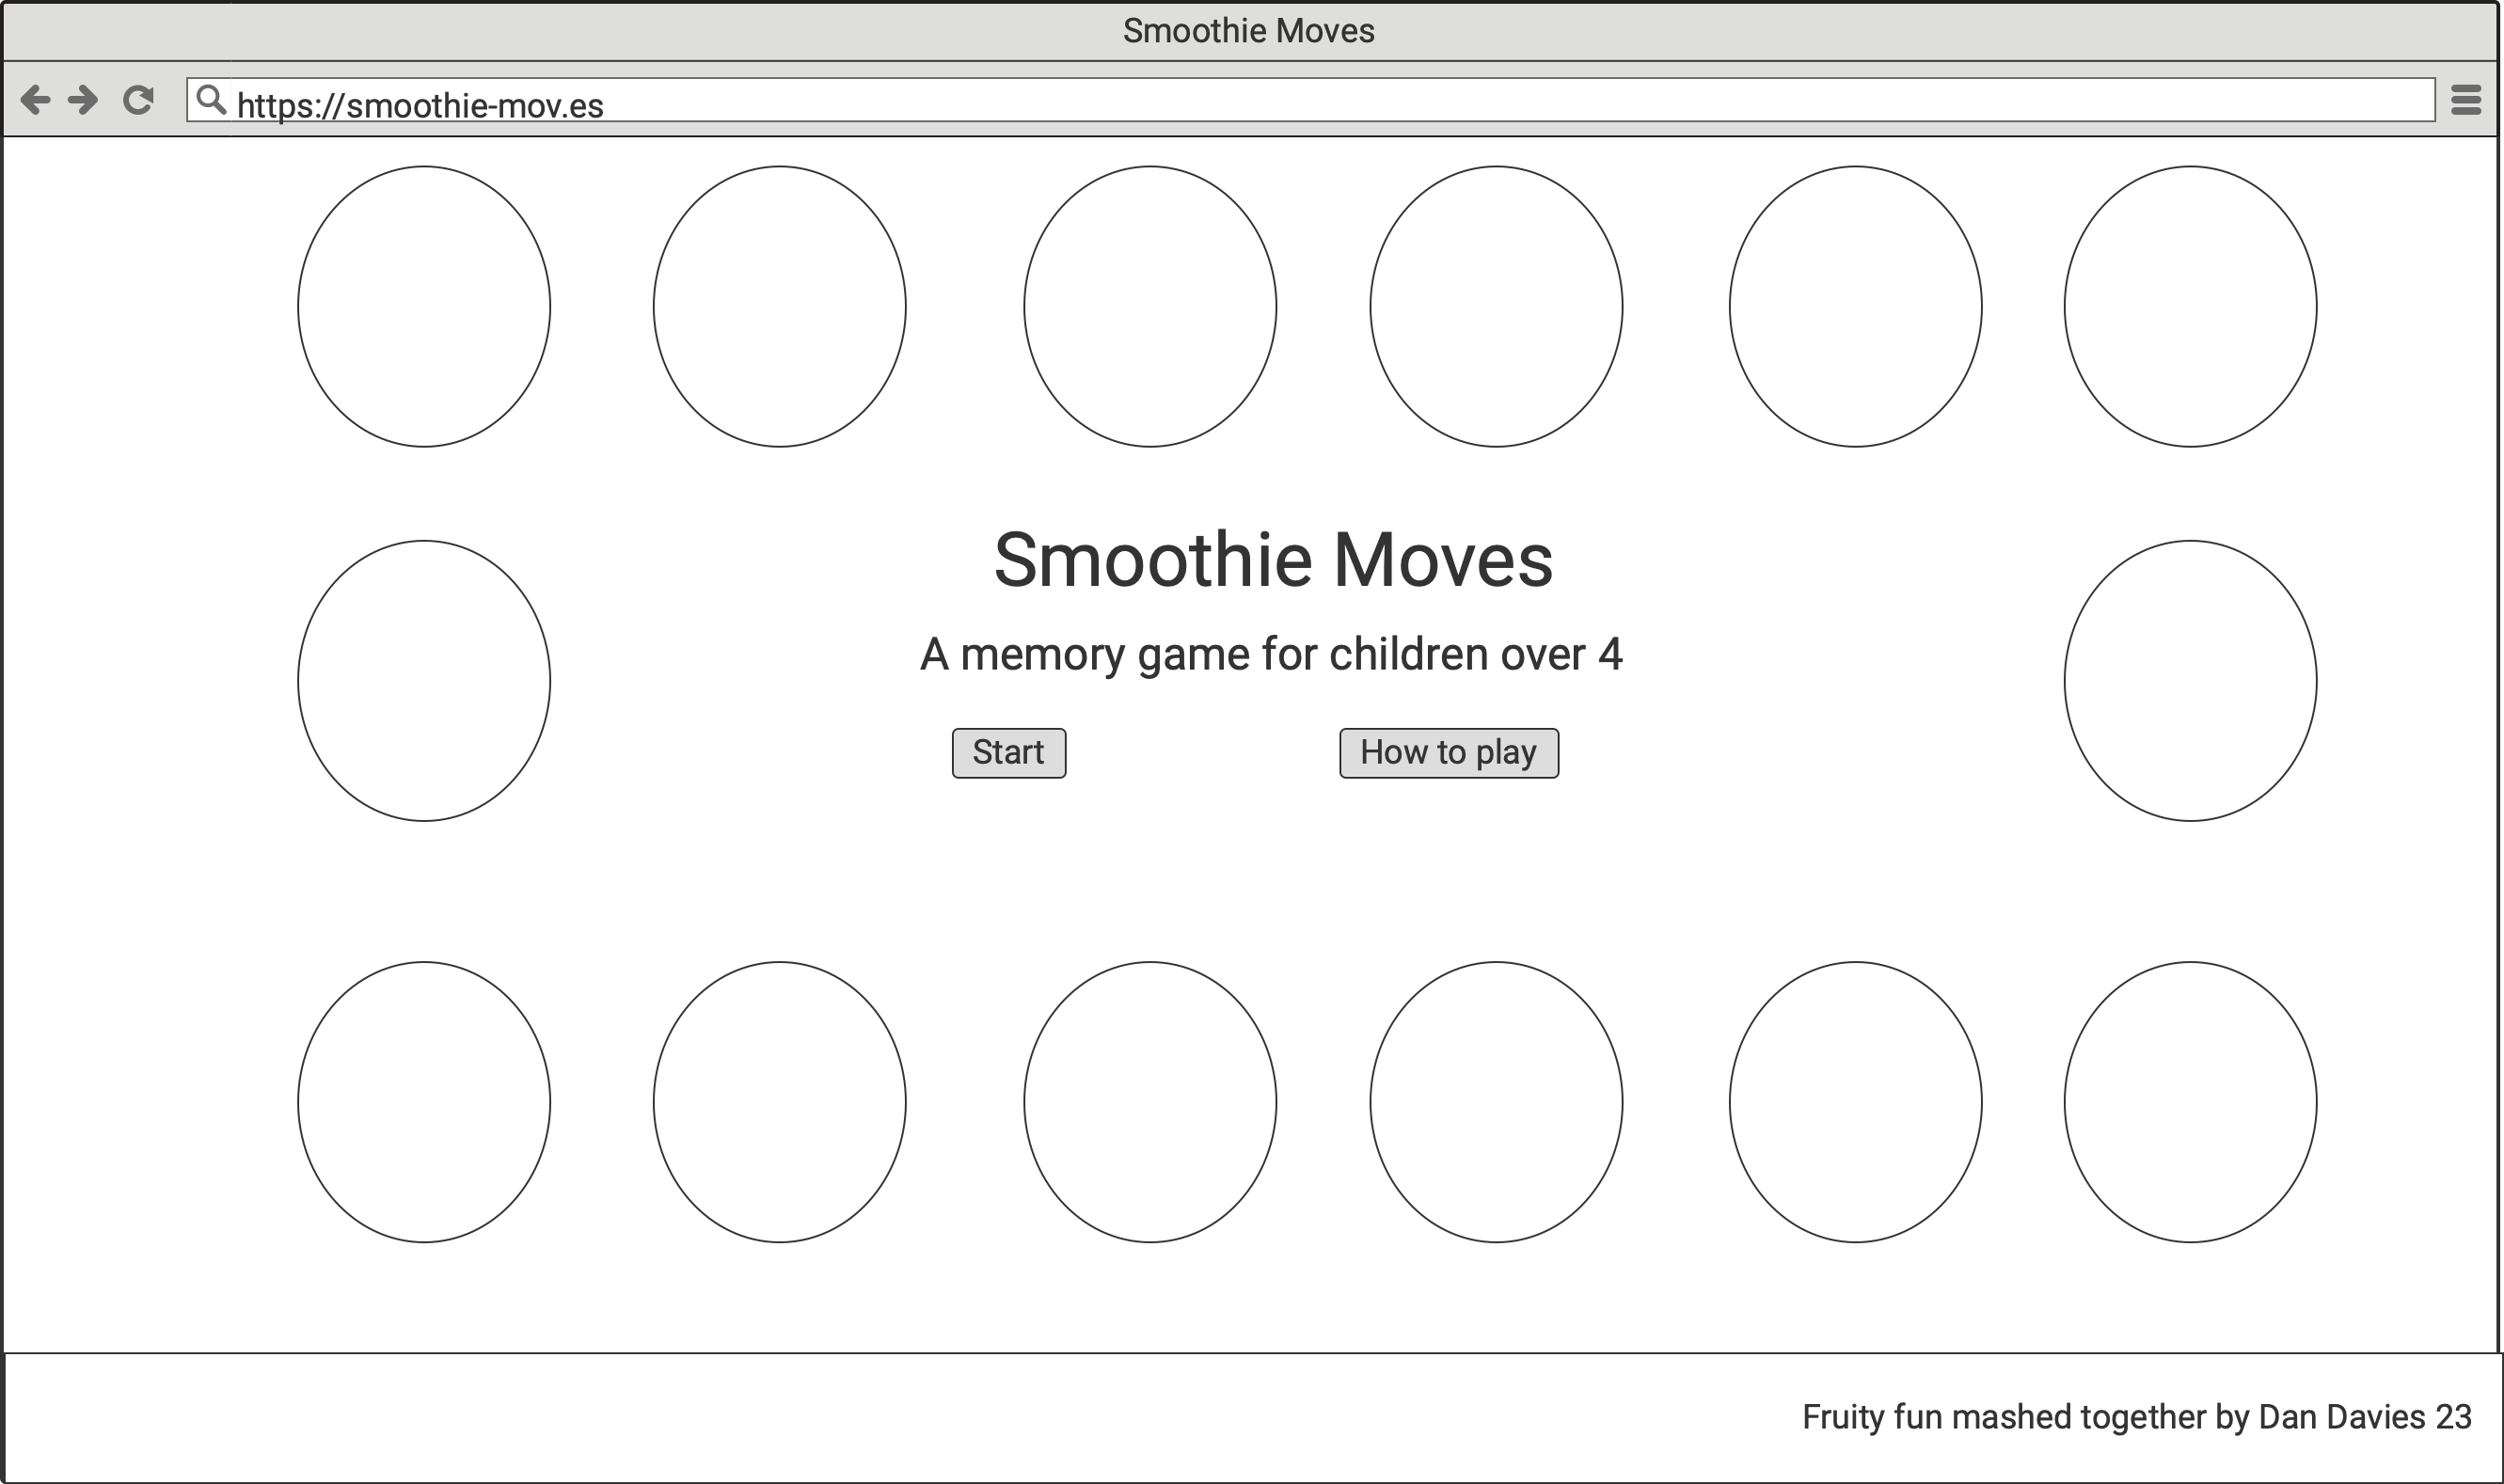 Smoothie Moves
https://smoothie-mov.es
Smoothie Moves
A memory game for children over 4
Start
How to play
Fruity fun mashed together by Dan Davies 23